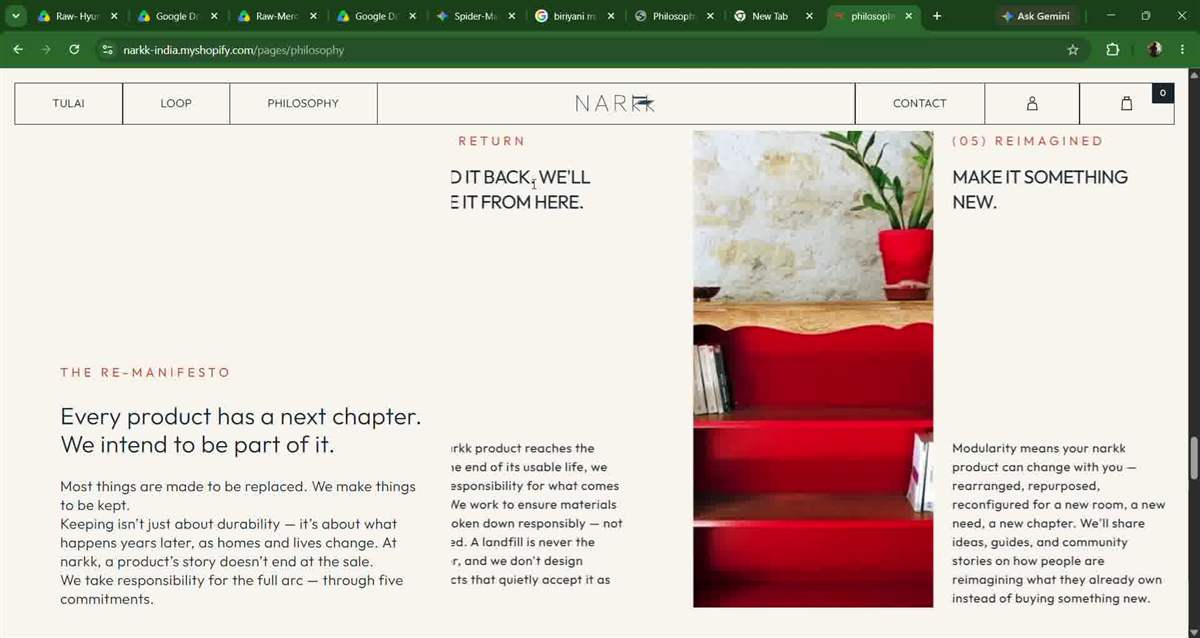 Raw- Hyun
Google Dr
Raw-Merc
Google Dr
Spider-Ma
biriyani m
Philosoph
New Tab
philosoph
Ask Gemini
narkk-india.myshopify.com/pages/philosophy
TULAI
LOOP
PHILOSOPHY
NARKK
CONTACT
0
THE RE-MANIFESTO
Every product has a next chapter.
We intend to be part of it.
Most things are made to be replaced. We make things
to be kept.
Keeping isn't just about durability — it's about what
happens years later, as homes and lives change. At
narkk, a product's story doesn't end at the sale.
We take responsibility for the full arc — through five
commitments.
RETURN
D IT BACK, WE'LL
E IT FROM HERE.
arkk product reaches the
he end of its usable life, we
esponsibility for what comes
We work to ensure materials
oken down responsibly — not
ed. A landfill is never the
r, and we don't design
cts that quietly accept it as
(05) REIMAGINED
MAKE IT SOMETHING
NEW.
Modularity means your narkk
product can change with you —
rearranged, repurposed,
reconfigured for a new room, a new
need, a new chapter. We'll share
ideas, guides, and community
stories on how people are
reimagining what they already own
instead of buying something new.